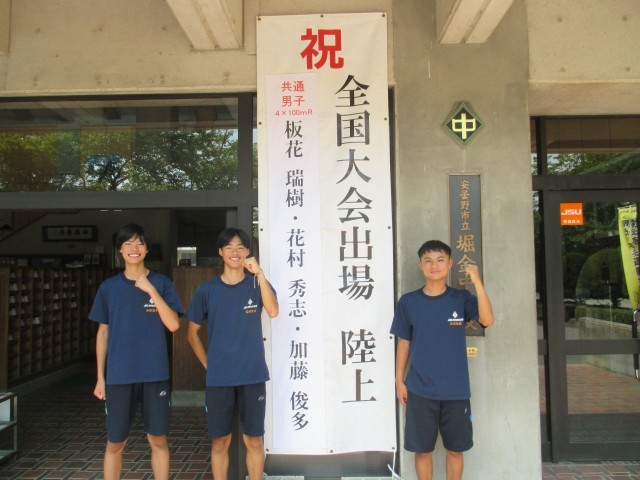 祝
全国大会出場 陸上
共通
男子
4×100mR
板花 瑞樹・花村 秀志・加藤 俊多
中
安曇野市立
堀金
JSU